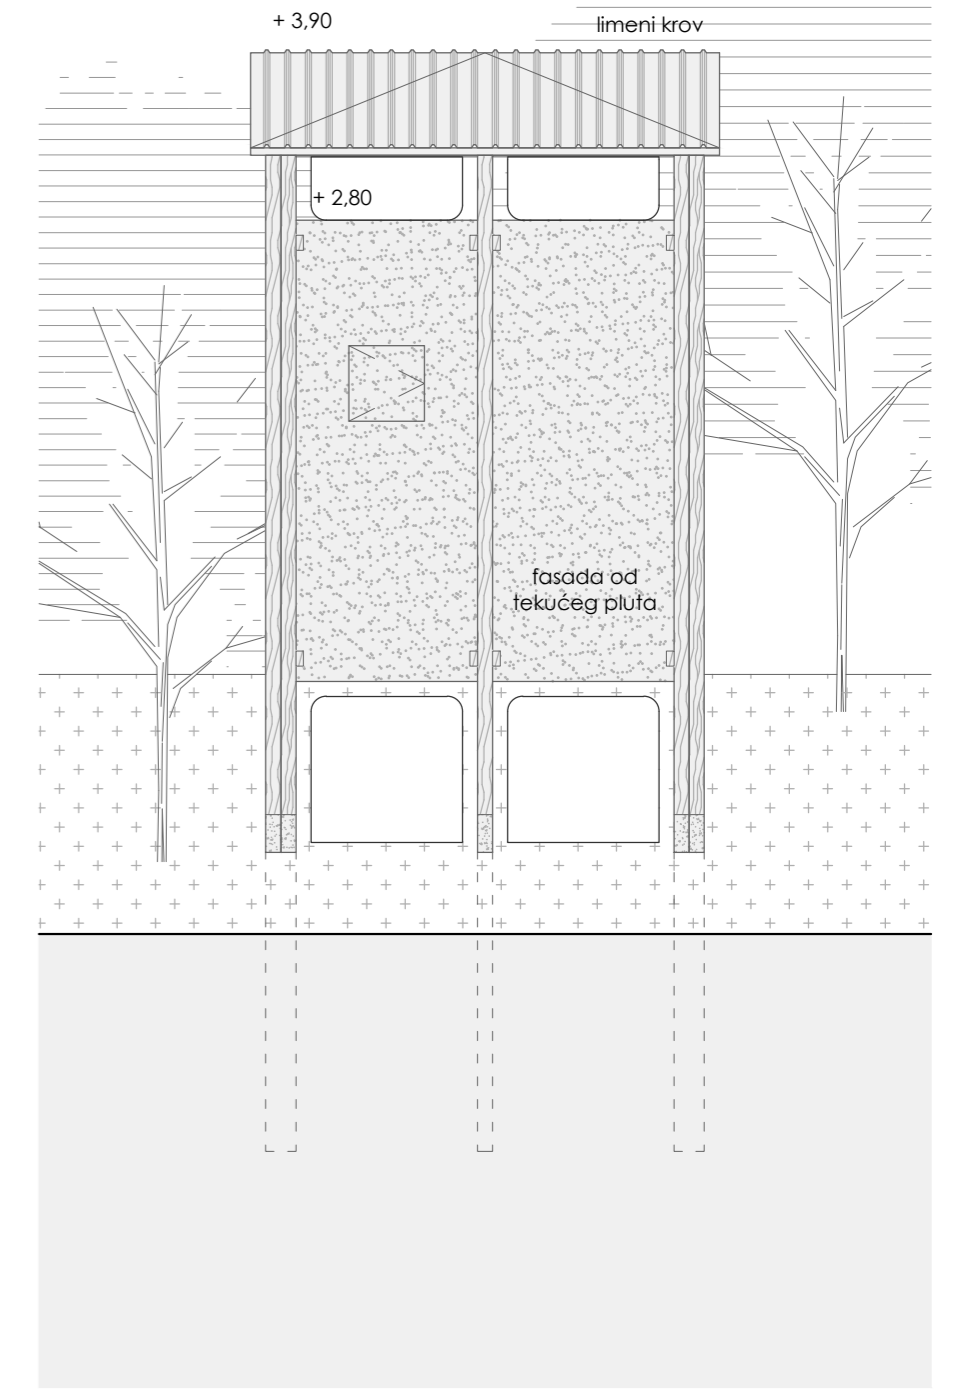 + 3,90
limeni krov
+ 2,80
fasada od
tekućeg pluta